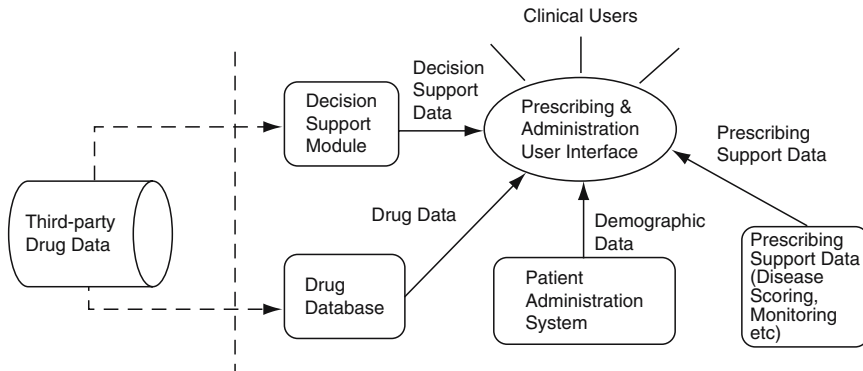 Clinical Users
Decision
Support
Data
Decision
Support
Module
Prescribing &
Administration
User Interface
Prescribing
Support Data
Third-party
Drug Data
Drug Data
Demographic
Data
Drug
Database
Patient
Administration
System
Prescribing
Support Data
(Disease
Scoring,
Monitoring
etc)